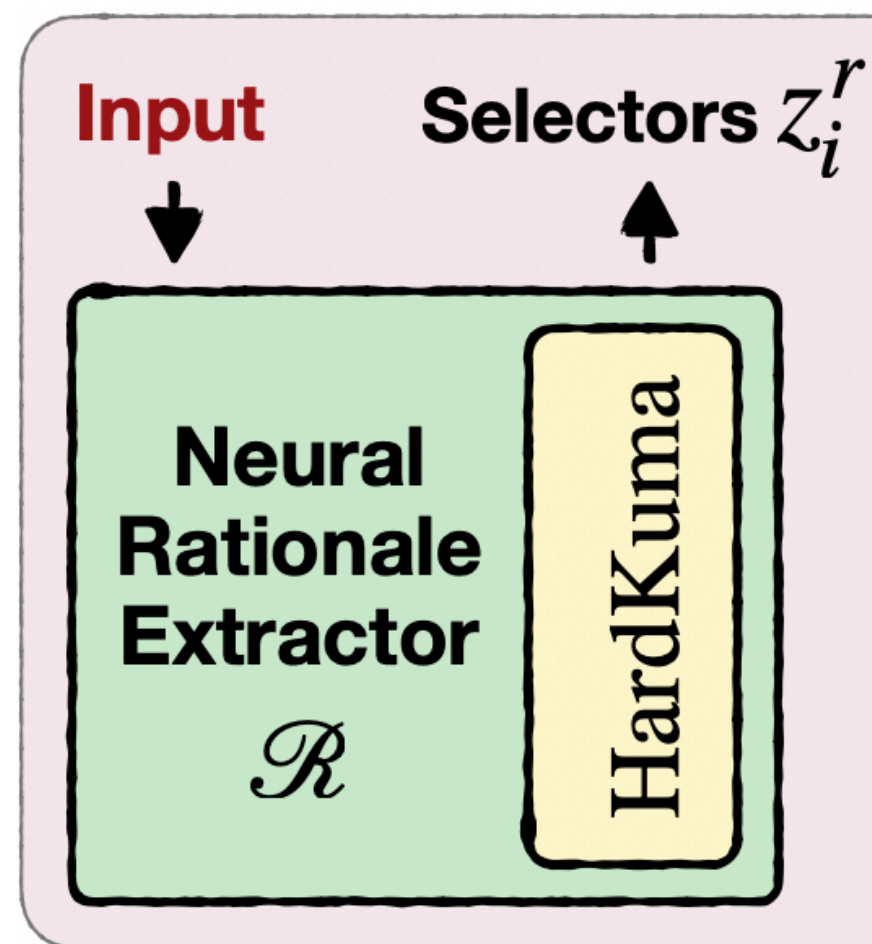 Input
Selectors $z_i^r$
Neural
Rationale
Extractor
ℛ
HardKuma